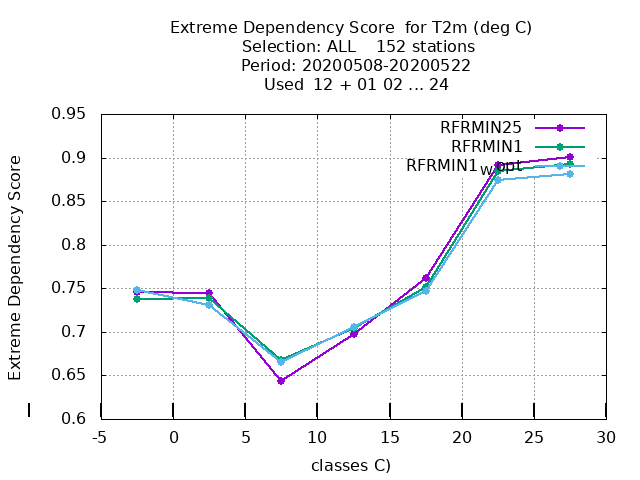 Extreme Dependency Score  for T2m (deg C)
Selection: ALL    152 stations
Period: 20200508-20200522
Used  12 + 01 02 ... 24
RFRMIN25
RFRMIN1
RFRMIN1wopt
Extreme Dependency Score
0.95
0.9
0.85
0.8
0.75
0.7
0.65
0.6
-5 0 5 10 15 20 25 30
classes C)